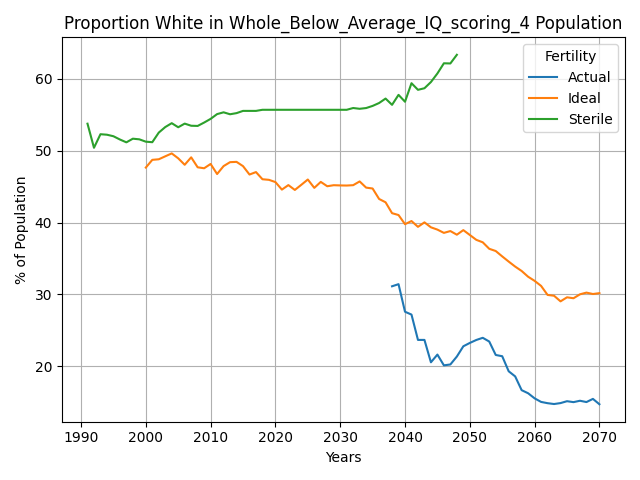 Proportion White in Whole_Below_Average_IQ_scoring_4 Population
% of Population
60
50
40
30
20
Fertility
Actual
Ideal
Sterile
1990 2000 2010 2020 2030 2040 2050 2060 2070
Years